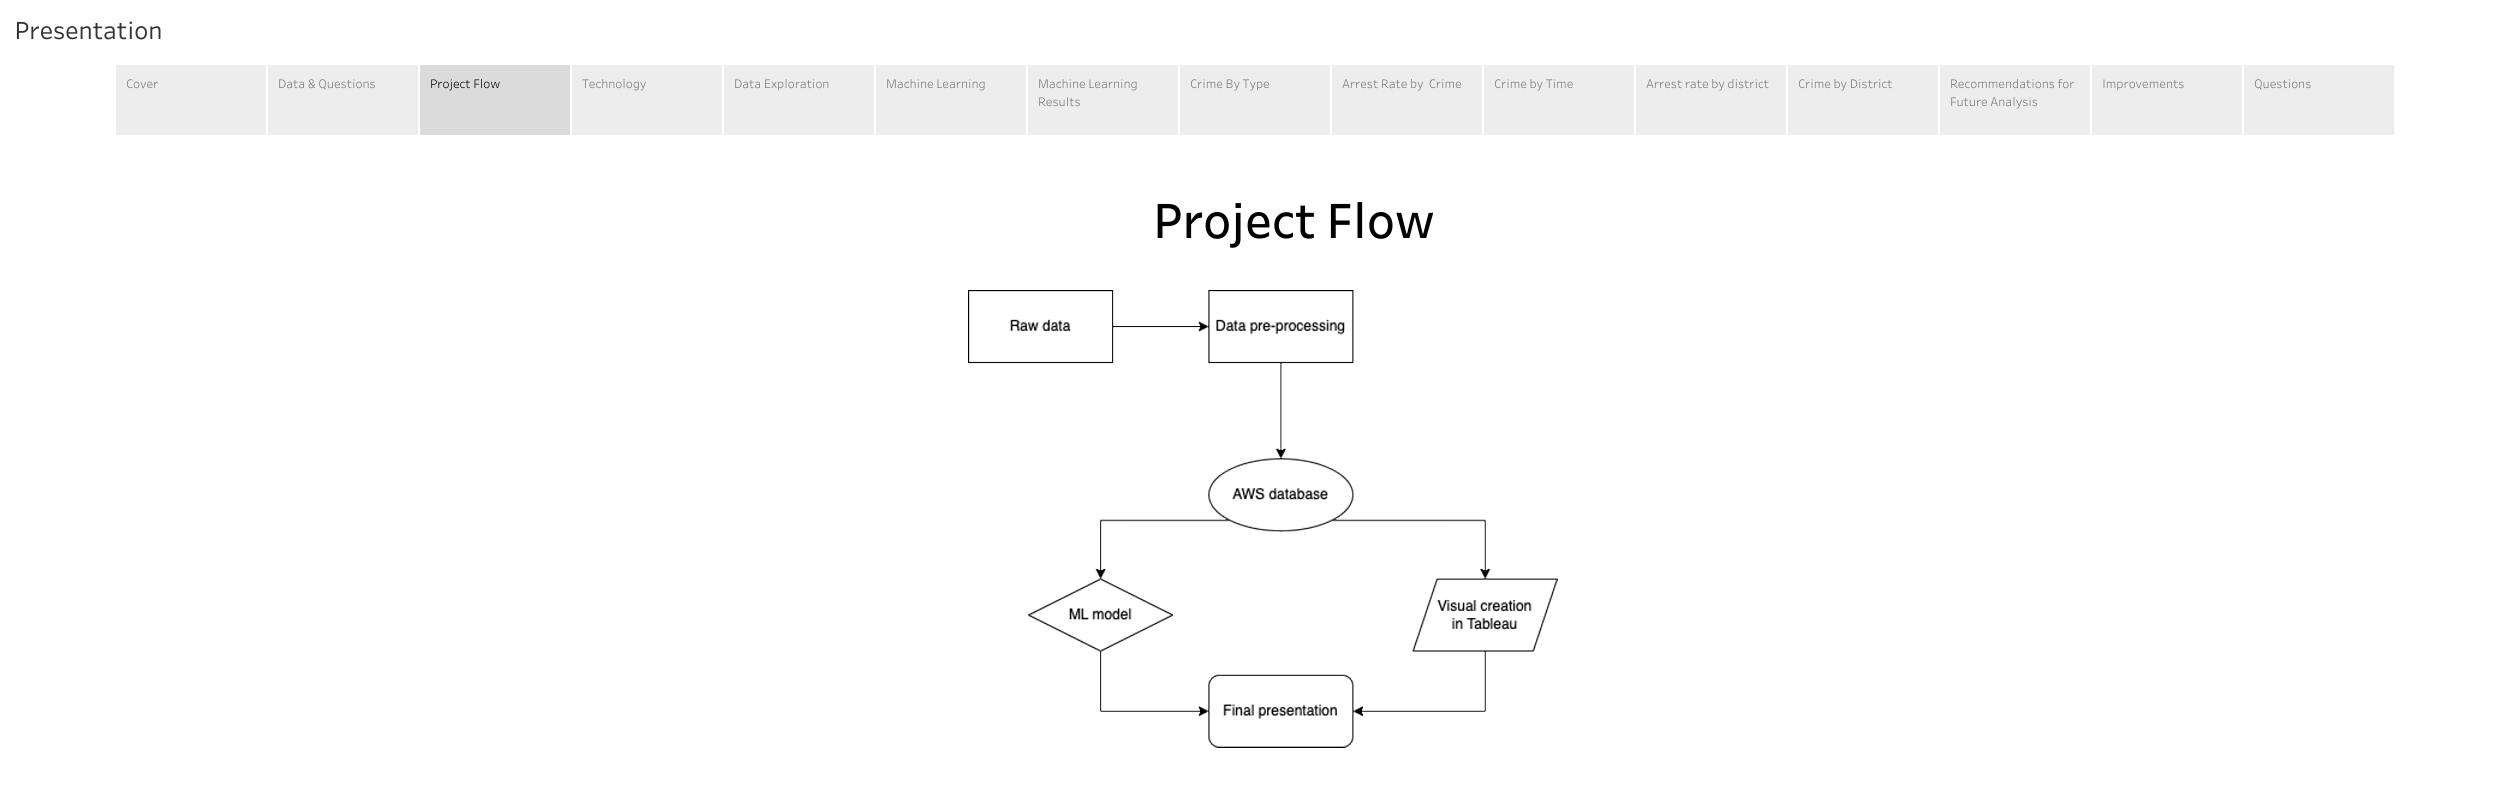 Presentation
Cover
Data & Questions
Project Flow
Technology
Data Exploration
Machine Learning
Machine Learning
Results
Crime By Type
Arrest Rate by  Crime
Crime by Time
Arrest rate by district
Crime by District
Recommendations for
Future Analysis
Improvements
Questions
Project Flow
Raw data
Data pre-processing
AWS database
ML model
Visual creation
in Tableau
Final presentation